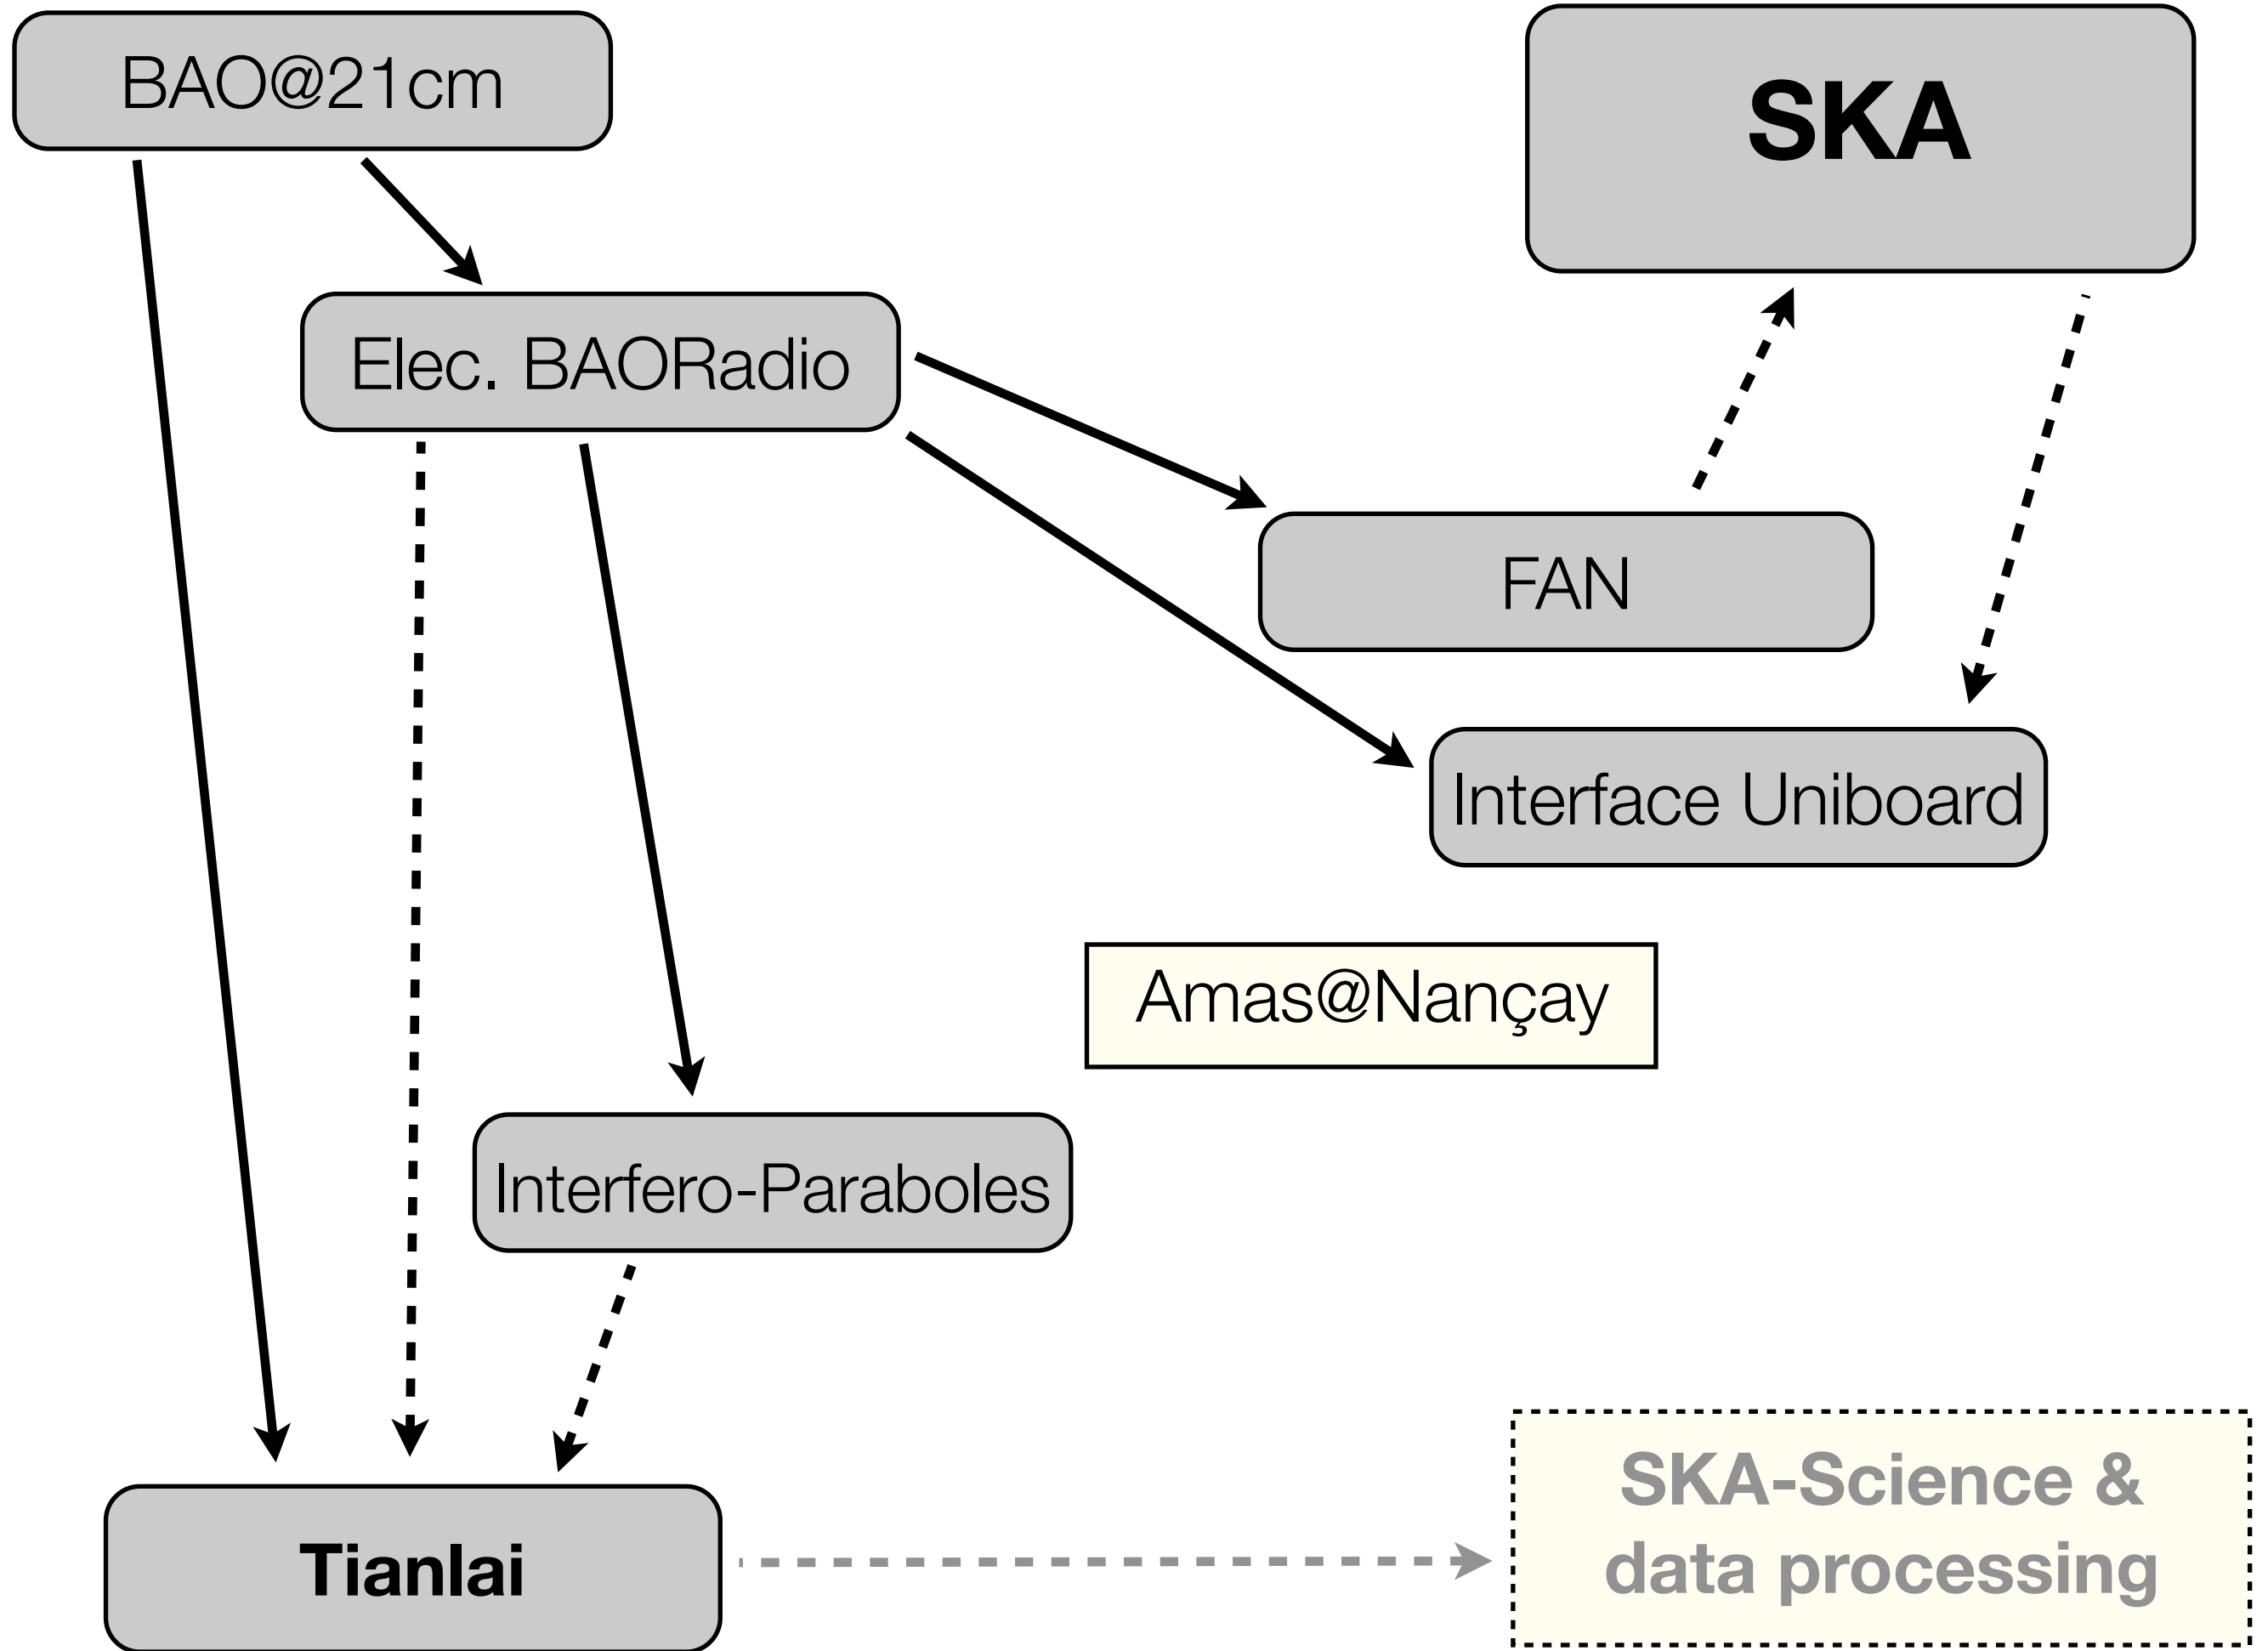 BAO@21cm
SKA
Elec. BAORadio
FAN
Interface Uniboard
Amas@Nançay
Interfero-Paraboles
Tianlai
SKA-Science &
data processing